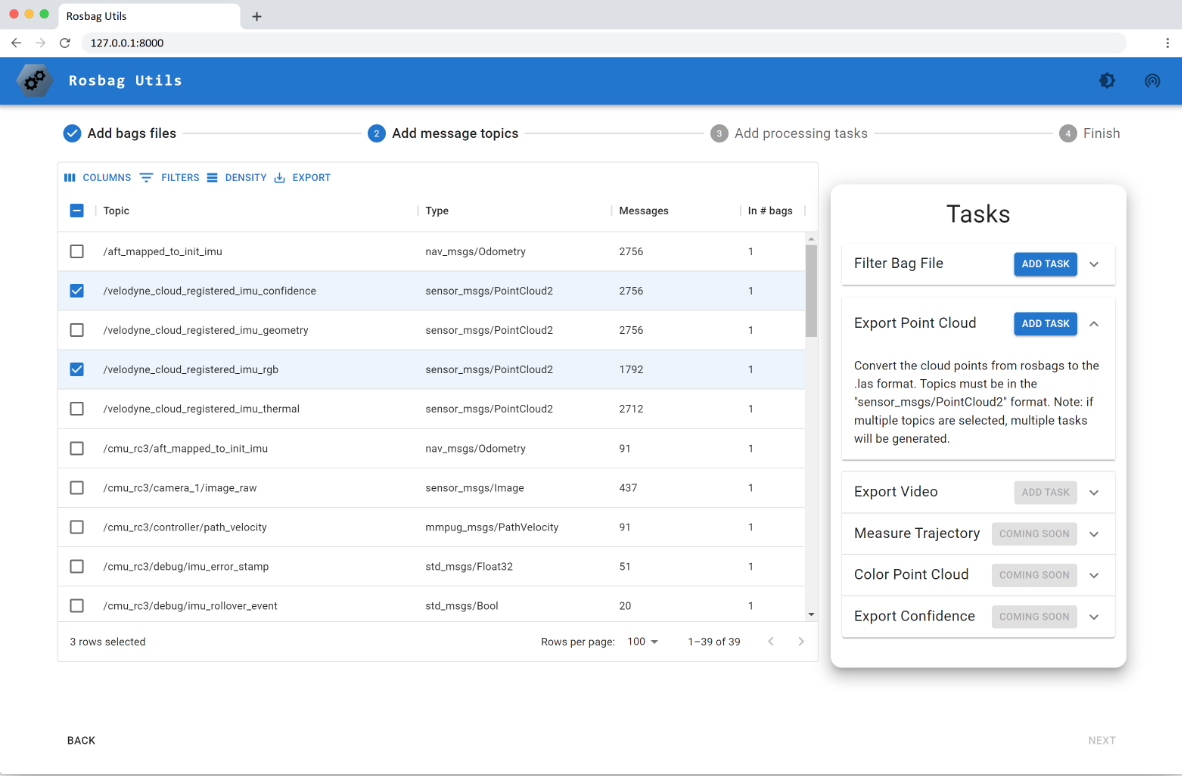 Rosbag Utils
127.0.0.1:8000
Rosbag Utils
Add bags files
2 Add message topics
3 Add processing tasks
4 Finish
COLUMNS FILTERS DENSITY EXPORT
Topic Type Messages In # bags
/aft_mapped_to_init_imu nav_msgs/Odometry 2756 1
/velodyne_cloud_registered_imu_confidence sensor_msgs/PointCloud2 2756 1
/velodyne_cloud_registered_imu_geometry sensor_msgs/PointCloud2 2756 1
/velodyne_cloud_registered_imu_rgb sensor_msgs/PointCloud2 1792 1
/velodyne_cloud_registered_imu_thermal sensor_msgs/PointCloud2 2712 1
/cmu_rc3/aft_mapped_to_init_imu nav_msgs/Odometry 91 1
/cmu_rc3/camera_1/image_raw sensor_msgs/Image 437 1
/cmu_rc3/controller/path_velocity mmpug_msgs/PathVelocity 91 1
/cmu_rc3/debug/imu_error_stamp std_msgs/Float32 51 1
/cmu_rc3/debug/imu_rollover_event std_msgs/Bool 20 1
3 rows selected Rows per page: 100 1–39 of 39
Tasks
Filter Bag File ADD TASK
Export Point Cloud ADD TASK
Convert the cloud points from rosbags to the
.las format. Topics must be in the
"sensor_msgs/PointCloud2" format. Note: if
multiple topics are selected, multiple tasks
will be generated.
Export Video ADD TASK
Measure Trajectory COMING SOON
Color Point Cloud COMING SOON
Export Confidence COMING SOON
BACK NEXT